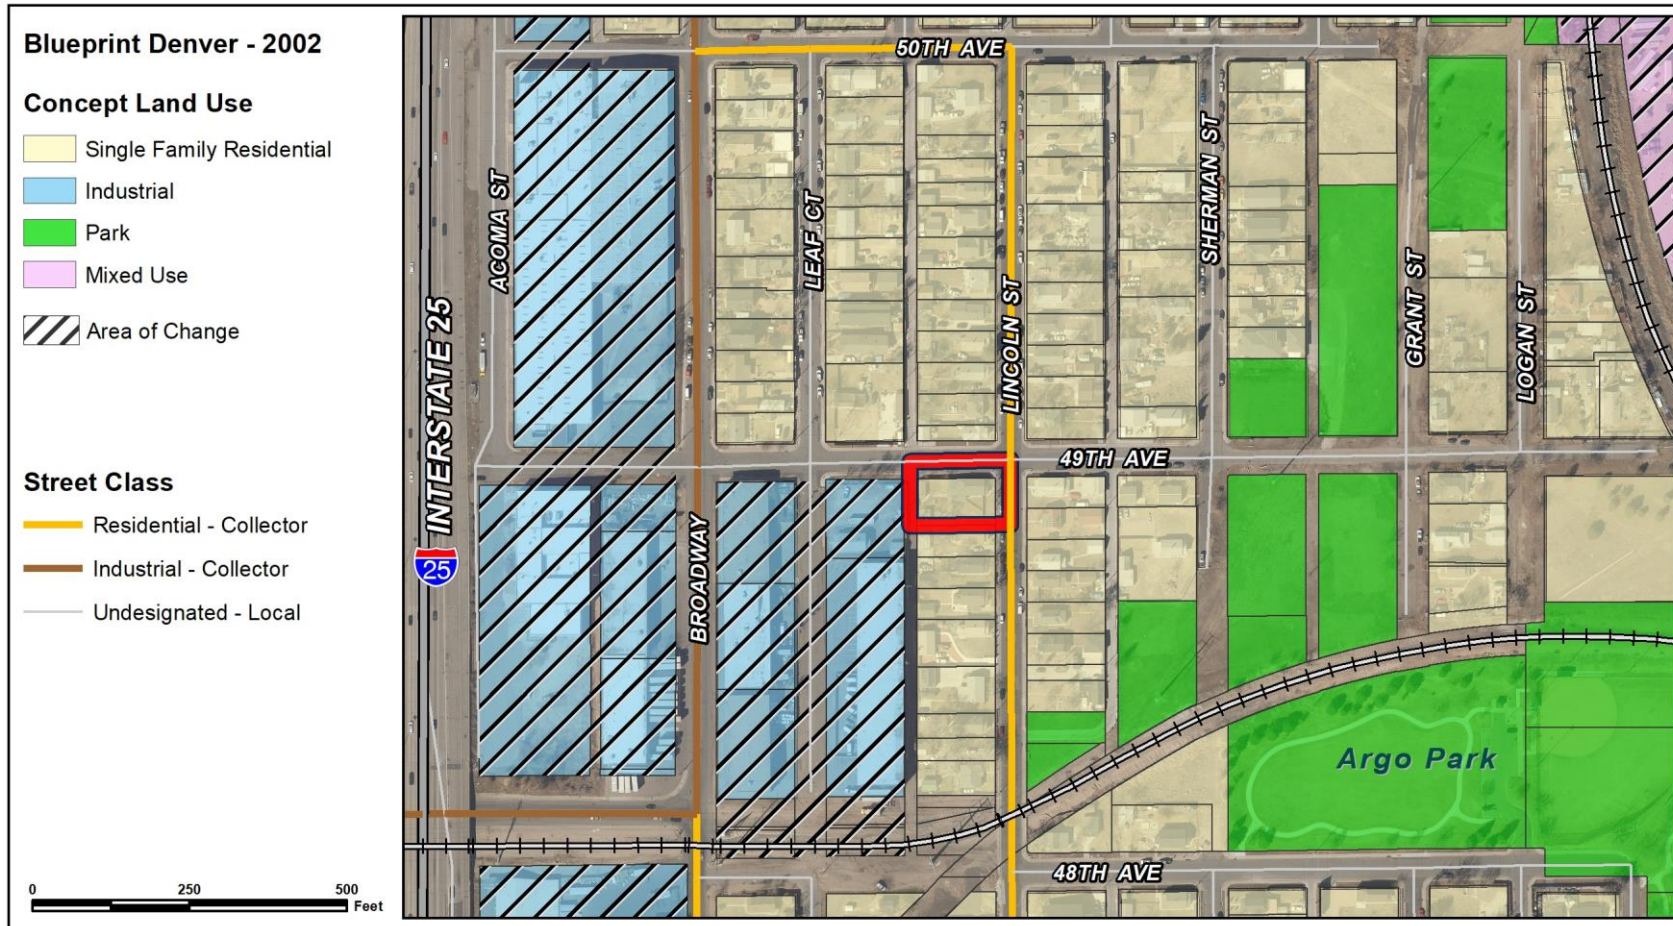 Blueprint Denver - 2002
Concept Land Use
Single Family Residential
Industrial
Park
Mixed Use
Area of Change
Street Class
Residential - Collector
Industrial - Collector
Undesignated - Local
0 250 500
Feet
50TH AVE
ACOMA ST
LEAF CT
SHERMAN ST
GRANT ST
LOGAN ST
LINCOLN ST
INTERSTATE 25
25
49TH AVE
BROADWAY
Argo Park
48TH AVE